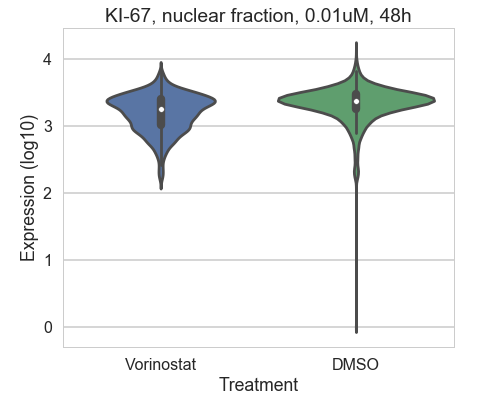 KI-67, nuclear fraction, 0.01uM, 48h
Expression (log10)
4
3
2
1
0
Vorinostat
DMSO
Treatment